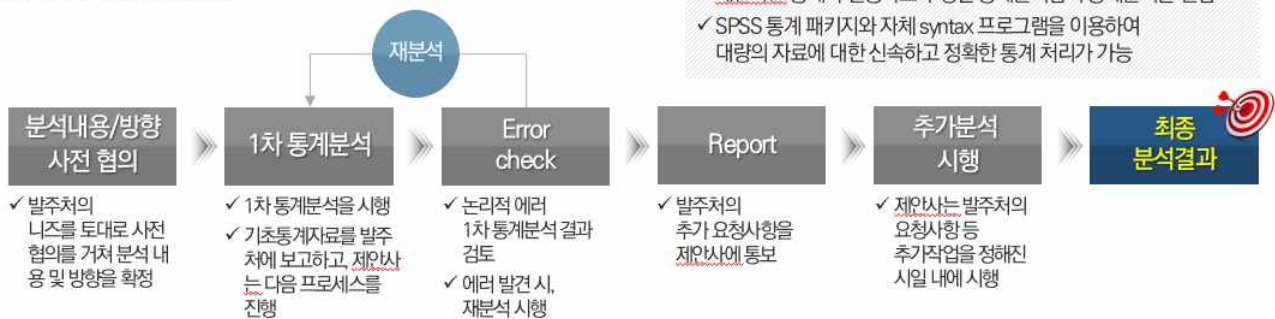 ✓ SPSS 통계 패키지와 자체 syntax 프로그램을 이용하여
대량의 자료에 대한 신속하고 정확한 통계 처리가 가능
재분석
분석내용/방향
사전 협의
1차 통계분석
Error
check
Report
추가분석
시행
최종
분석결과
✓ 발주처의
니즈를 토대로 사전
협의를 거쳐 분석 내
용 및 방향을 확정
✓ 1차 통계분석을 시행
✓ 기초통계자료를 발주
처에 보고하고, 제안사
는 다음 프로세스를
진행
✓ 논리적 에러
1차 통계분석 결과
검토
✓ 에러 발견 시,
재분석 시행
✓ 발주처의
추가 요청사항을
제안사에 통보
✓ 제안사는 발주처의
요청사항 등
추가작업을 정해진
시일 내에 시행